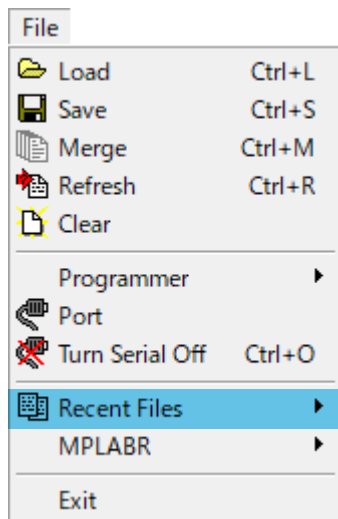 File
Load Ctrl+L
Save Ctrl+S
Merge Ctrl+M
Refresh Ctrl+R
Clear
Programmer
Port
Turn Serial Off Ctrl+O
Recent Files
MPLABR
Exit